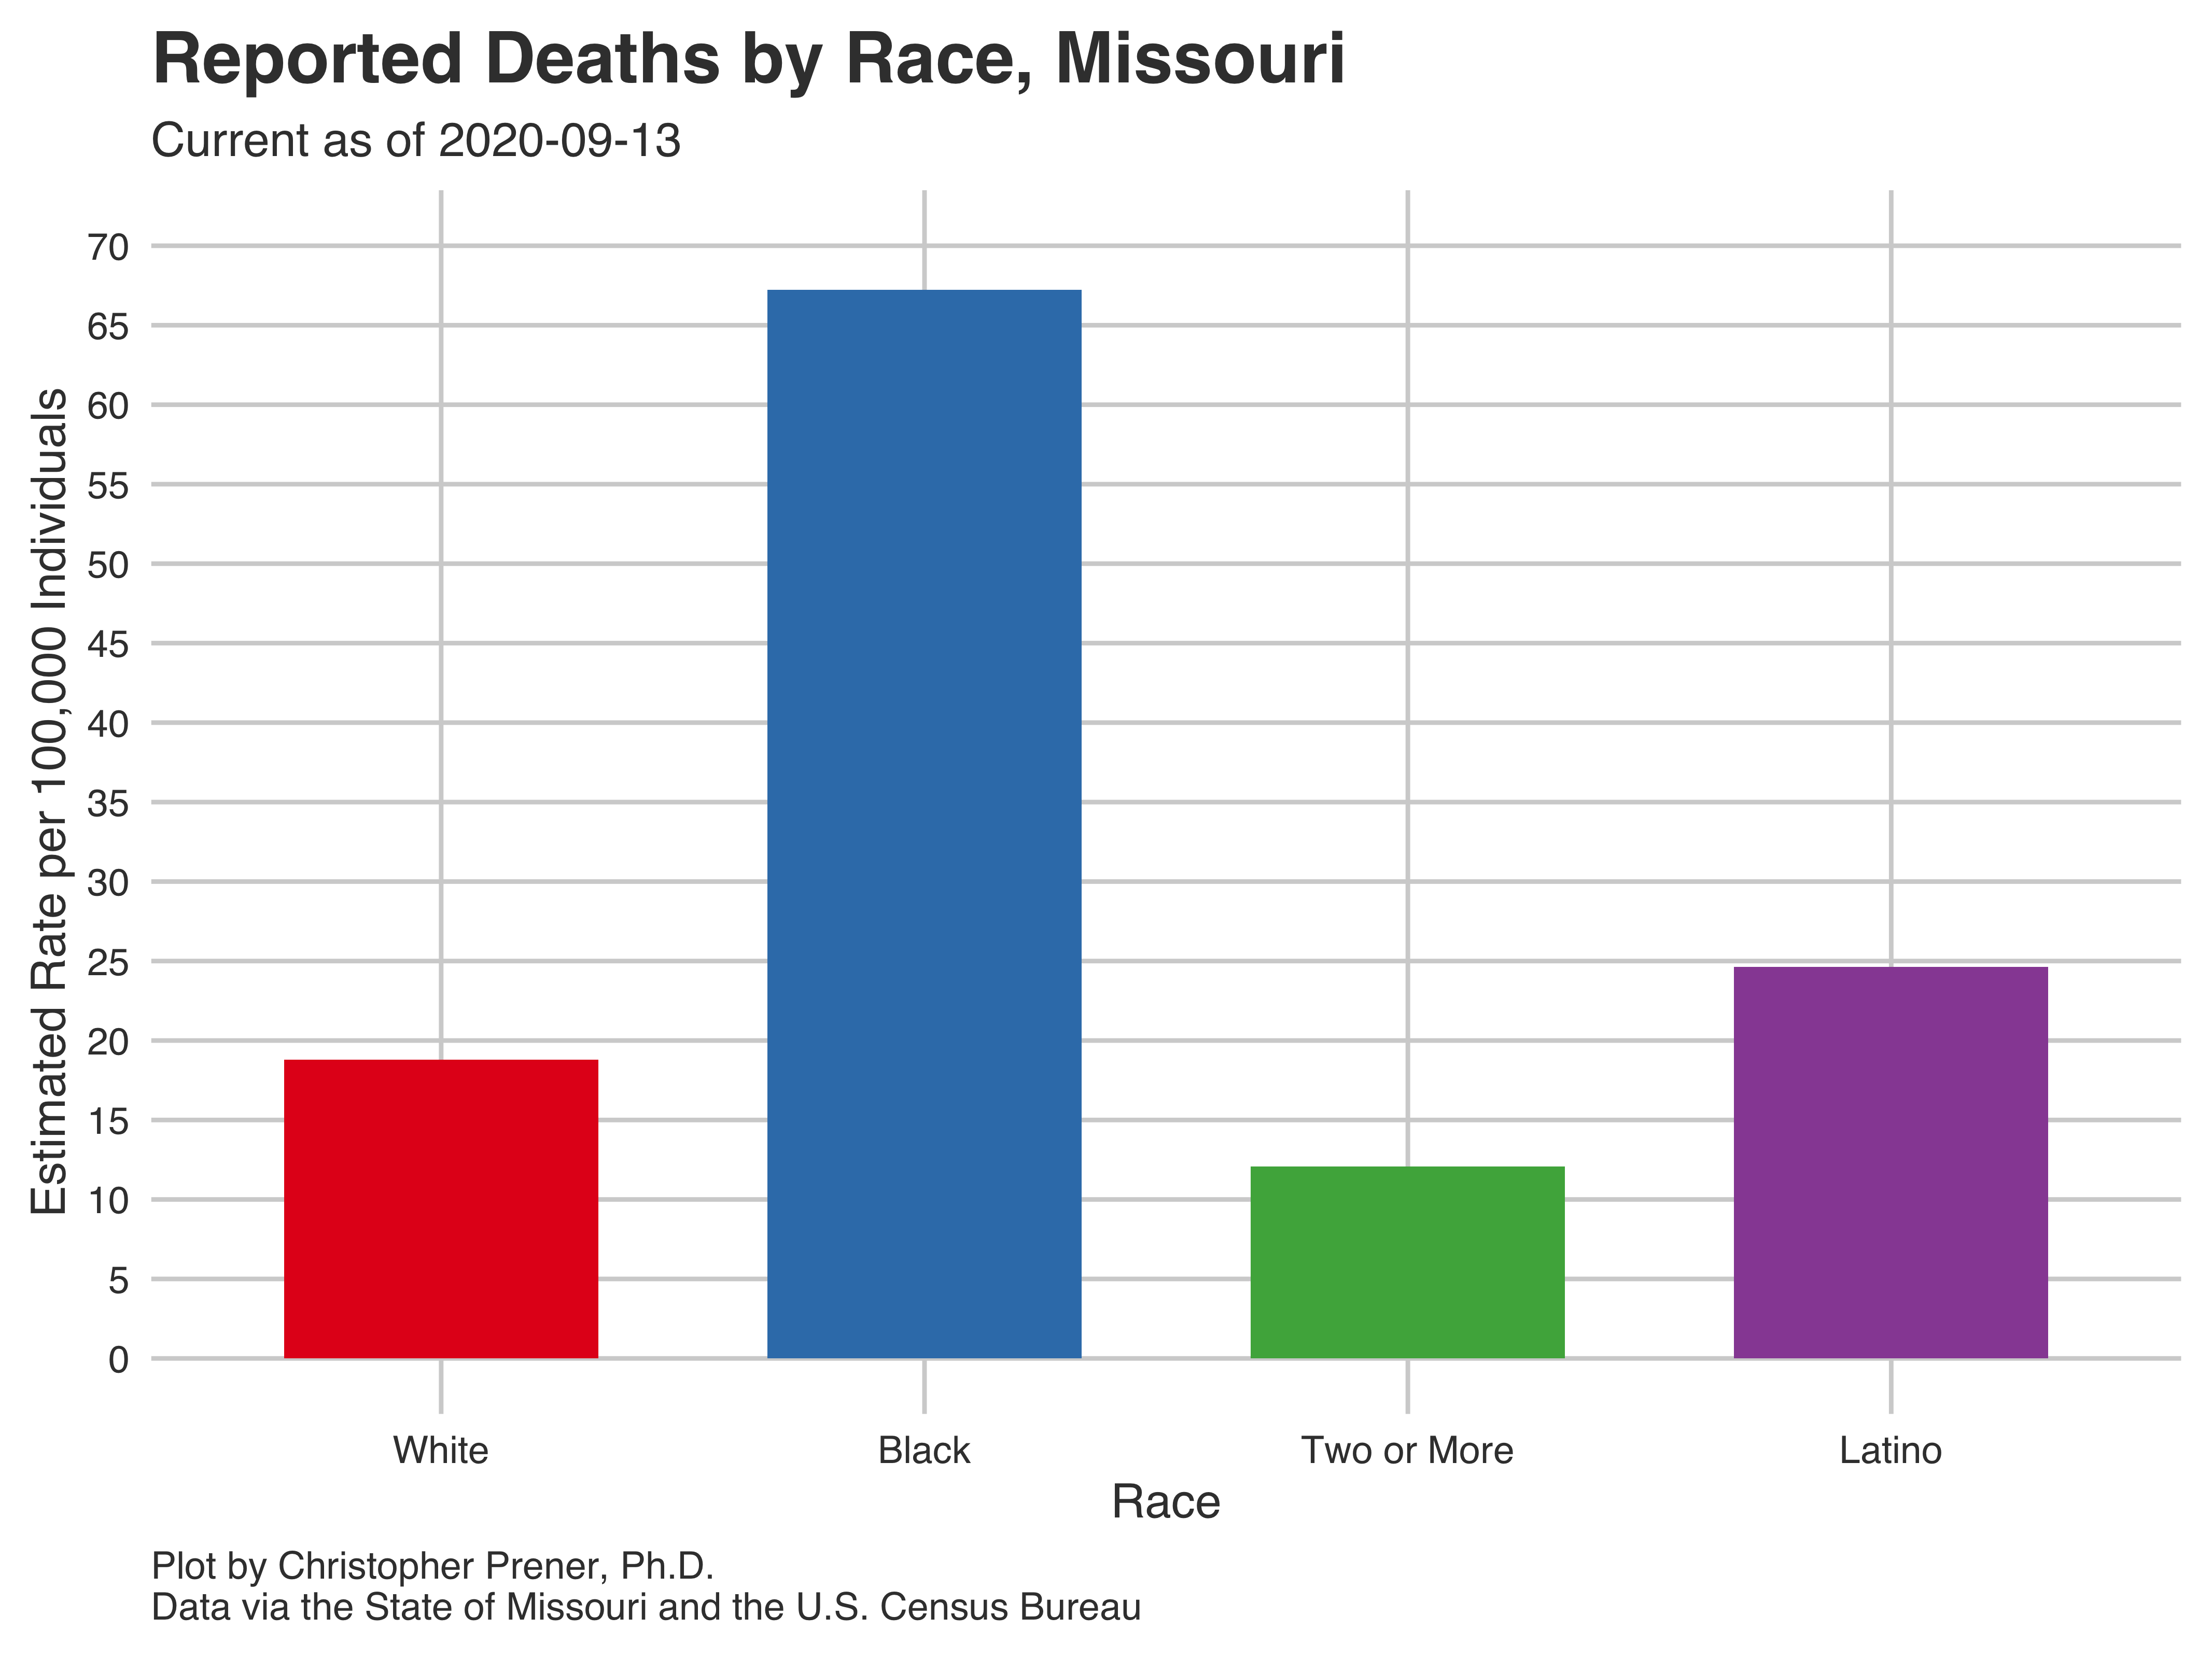 Reported Deaths by Race, Missouri
Current as of 2020-09-13
Estimated Rate per 100,000 Individuals
70
65
60
55
50
45
40
35
30
25
20
15
10
5
0
White Black Two or More Latino
Race
Plot by Christopher Prener, Ph.D.
Data via the State of Missouri and the U.S. Census Bureau